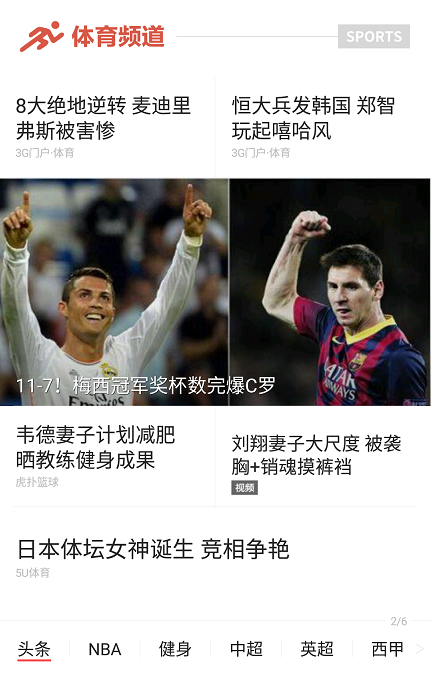 体育频道
SPORTS
8大绝地逆转 麦迪里
弗斯被害惨
3G门户·体育
恒大兵发韩国 郑智
玩起嘻哈风
3G门户·体育
11-7！梅西冠军奖杯数完爆C罗
韦德妻子计划减肥
晒教练健身成果
虎扑篮球
刘翔妻子大尺度 被袭
胸+销魂摸裤裆
视频
日本体坛女神诞生 竞相争艳
5U体育
2/6
头条
NBA
健身
中超
英超
西甲